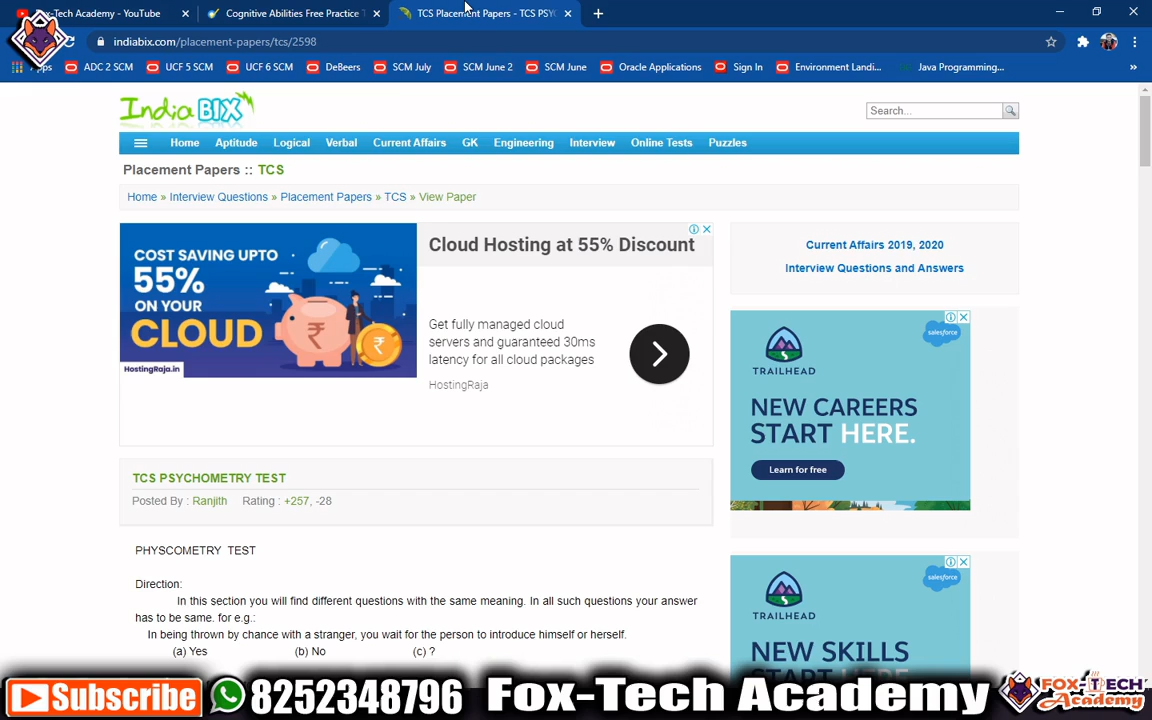 Fox-Tech Academy - YouTube
Cognitive Abilities Free Practice T
TCS Placement Papers - TCS PSY
indiabix.com/placement-papers/tcs/2598
Apps ADC 2 SCM UCF 5 SCM UCF 6 SCM DeBeers SCM July SCM June 2 SCM June Oracle Applications Sign In Environment Landi... Java Programming... »
IndiaBIX
Search...
Home Aptitude Logical Verbal Current Affairs GK Engineering Interview Online Tests Puzzles
Placement Papers :: TCS
Home » Interview Questions » Placement Papers » TCS » View Paper
COST SAVING UPTO
55%
ON YOUR
CLOUD
HostingRaja.in
Cloud Hosting at 55% Discount
Get fully managed cloud
servers and guaranteed 30ms
latency for all cloud packages
HostingRaja
Current Affairs 2019, 2020
Interview Questions and Answers
salesforce
TRAILHEAD
NEW CAREERS
START HERE.
Learn for free
TCS PSYCHOMETRY TEST
Posted By : Ranjith Rating : +257, -28
PHYSCOMETRY TEST
Direction:
In this section you will find different questions with the same meaning. In all such questions your answer
has to be same. for e.g.:
In being thrown by chance with a stranger, you wait for the person to introduce himself or herself.
(a) Yes (b) No (c) ?
salesforce
TRAILHEAD
NEW SKILLS
Subscribe 8252348796 Fox-Tech Academy
FOX-TECH
Academy